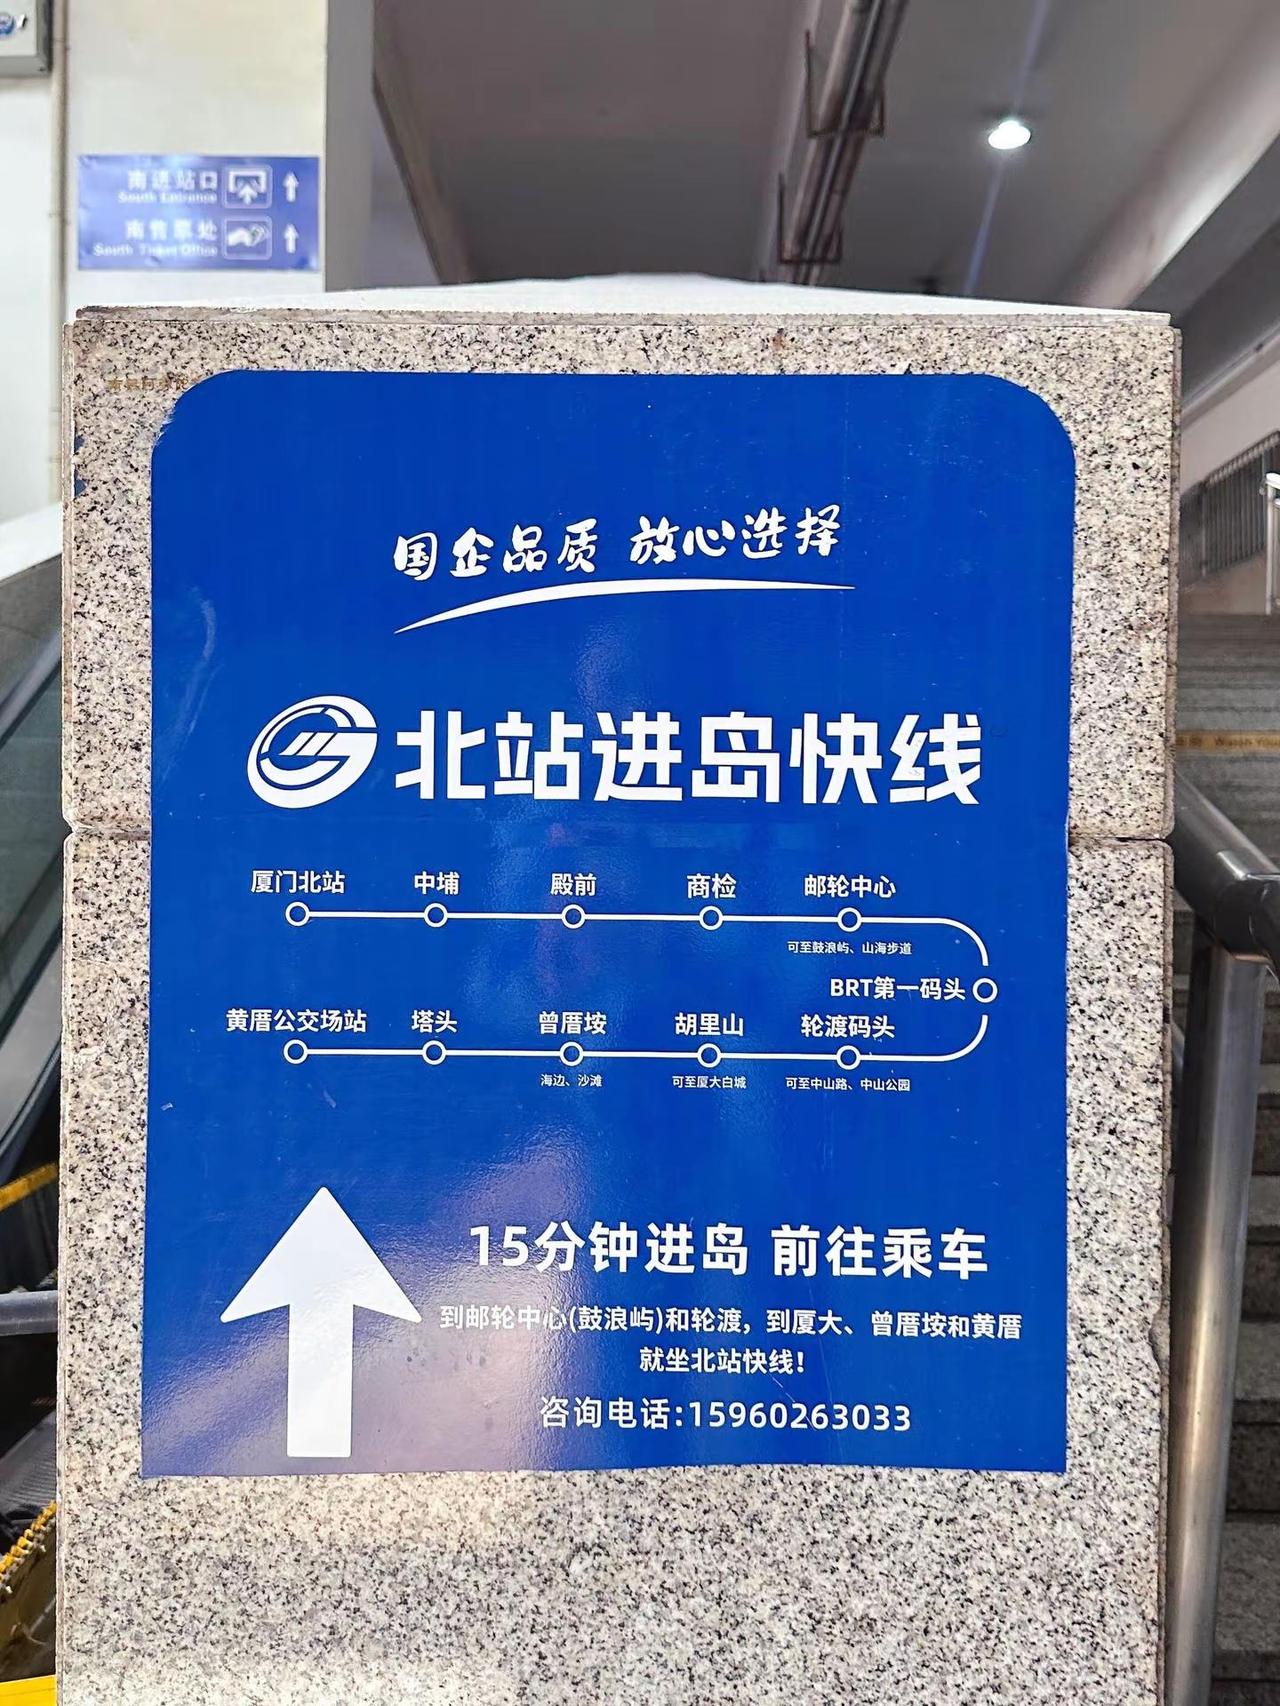 南进站口
South Entrance
南售票处
South Ticket Office
国企品质 放心选择
北站进岛快线
厦门北站 中埔 殿前 商检 邮轮中心
可至鼓浪屿、山海步道
BRT第一码头
黄厝公交场站 塔头 曾厝垵 胡里山 轮渡码头
海边、沙滩 可至厦大白城 可至中山路、中山公园
15分钟进岛 前往乘车
到邮轮中心(鼓浪屿)和轮渡，到厦大、曾厝垵和黄厝
就坐北站快线！
咨询电话:15960263033